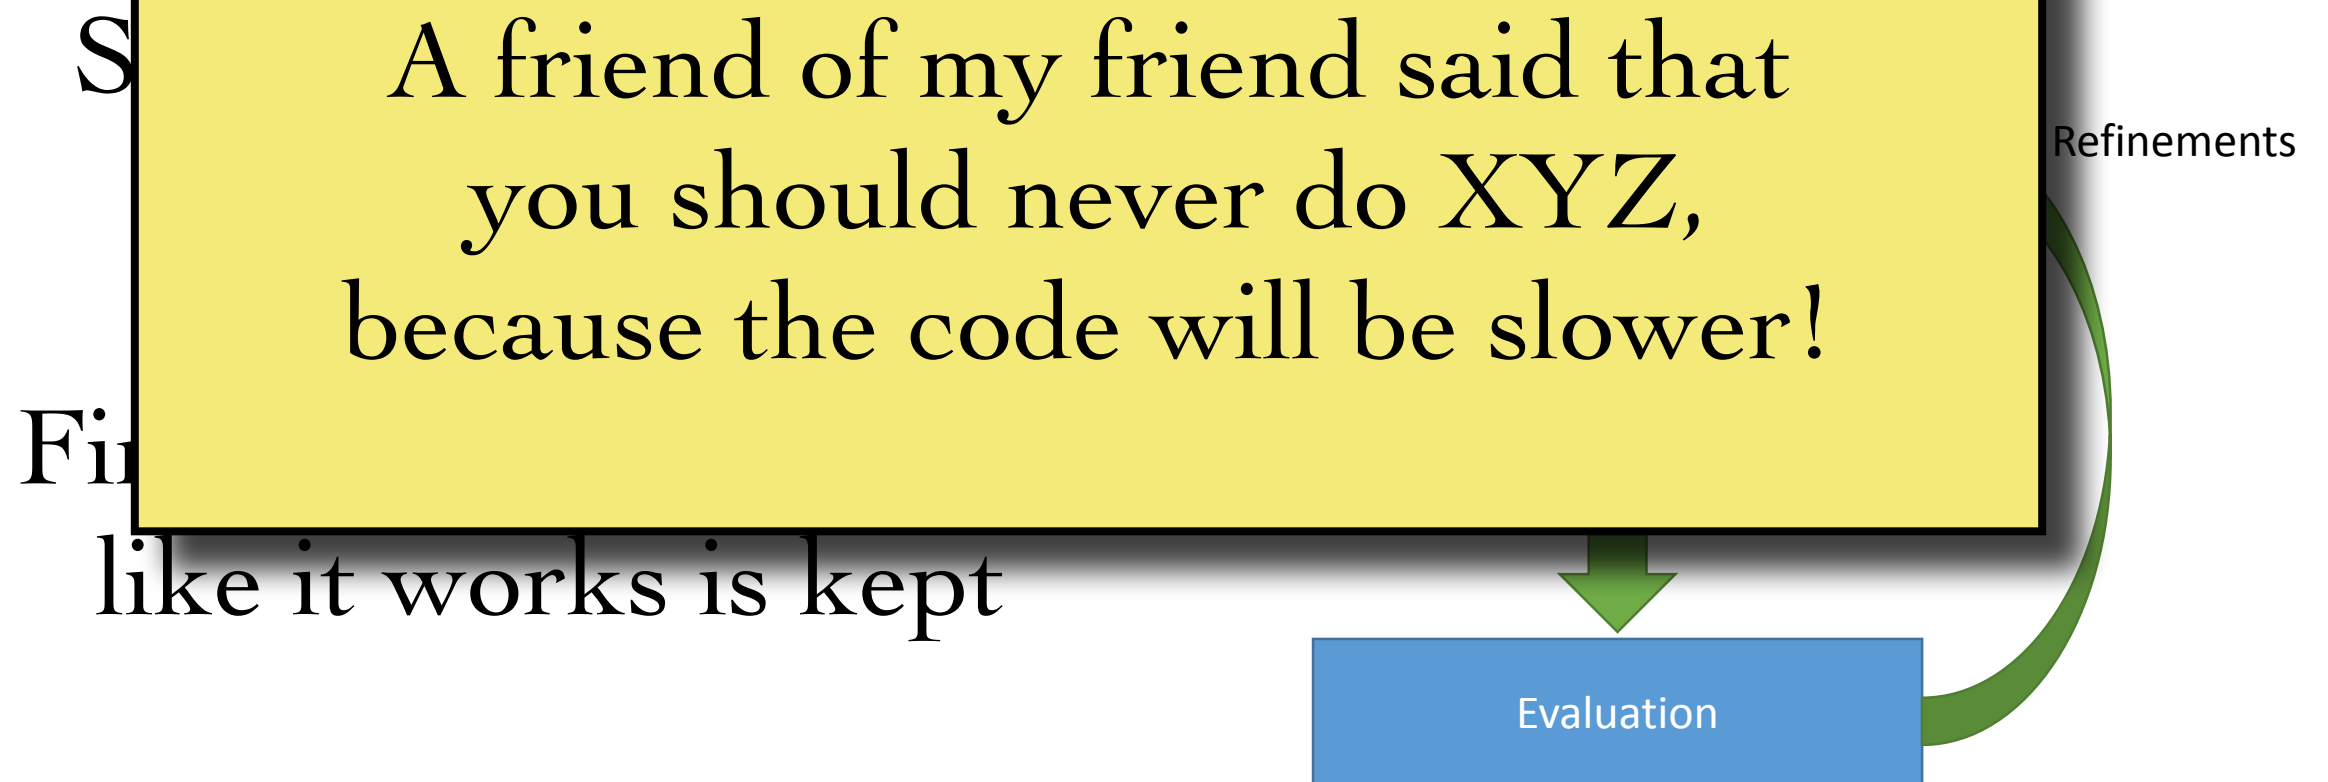 A friend of my friend said that
you should never do XYZ,
because the code will be slower!
Refinements
like it works is kept
Evaluation